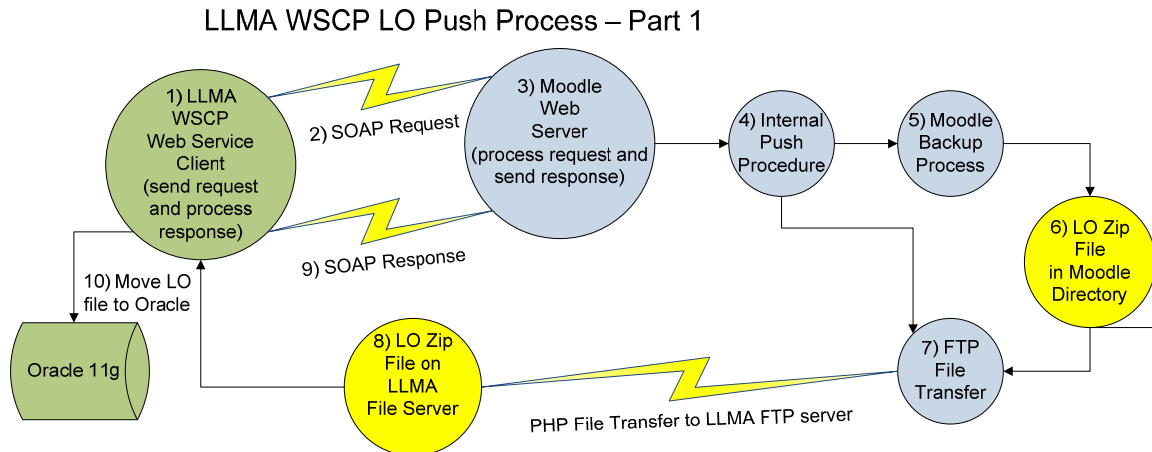 LLMA WSCP LO Push Process – Part 1
1) LLMA
WSCP
Web Service
Client
(send request
and process
response)
2) SOAP Request
3) Moodle
Web
Server
(process request and
send response)
4) Internal
Push
Procedure
5) Moodle
Backup
Process
6) LO Zip
File
in Moodle
Directory
7) FTP
File
Transfer
PHP File Transfer to LLMA FTP server
8) LO Zip
File on
LLMA
File Server
9) SOAP Response
10) Move LO
file to Oracle
Oracle 11g